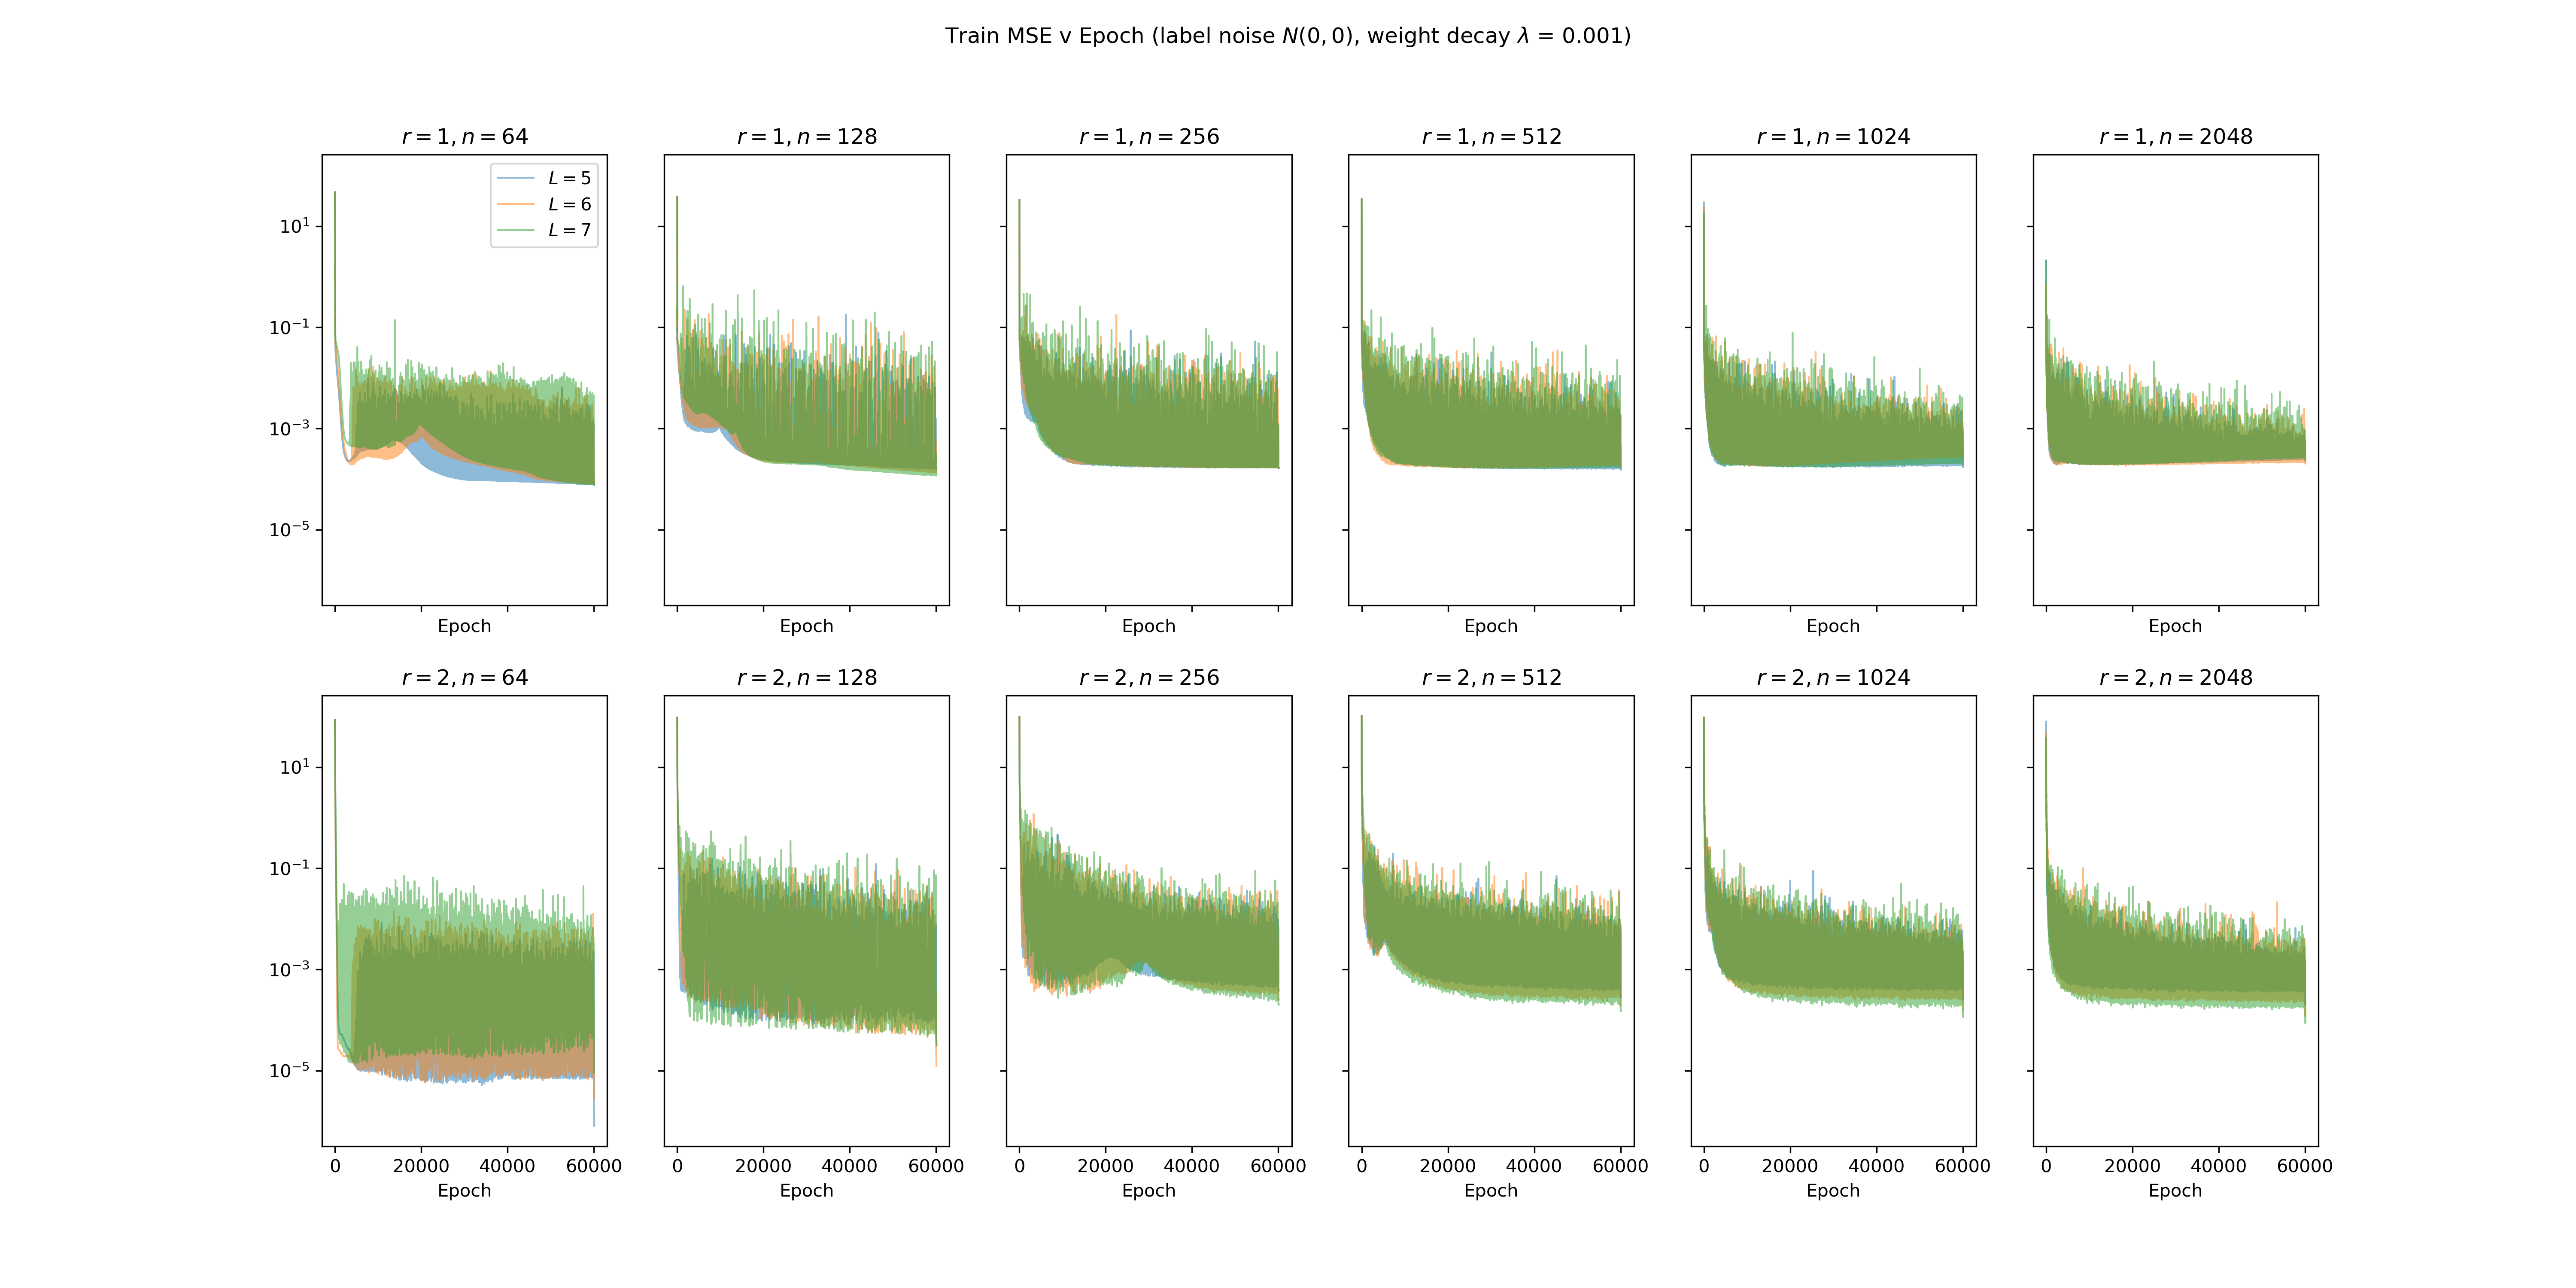 Train MSE v Epoch (label noise N(0, 0), weight decay λ = 0.001)
r = 1, n = 64
r = 1, n = 128
r = 1, n = 256
r = 1, n = 512
r = 1, n = 1024
r = 1, n = 2048
L = 5
L = 6
L = 7
10¹
10⁻¹
10⁻³
10⁻⁵
Epoch
Epoch
Epoch
Epoch
Epoch
Epoch
r = 2, n = 64
r = 2, n = 128
r = 2, n = 256
r = 2, n = 512
r = 2, n = 1024
r = 2, n = 2048
10¹
10⁻¹
10⁻³
10⁻⁵
0 20000 40000 60000
0 20000 40000 60000
0 20000 40000 60000
0 20000 40000 60000
0 20000 40000 60000
0 20000 40000 60000
Epoch
Epoch
Epoch
Epoch
Epoch
Epoch